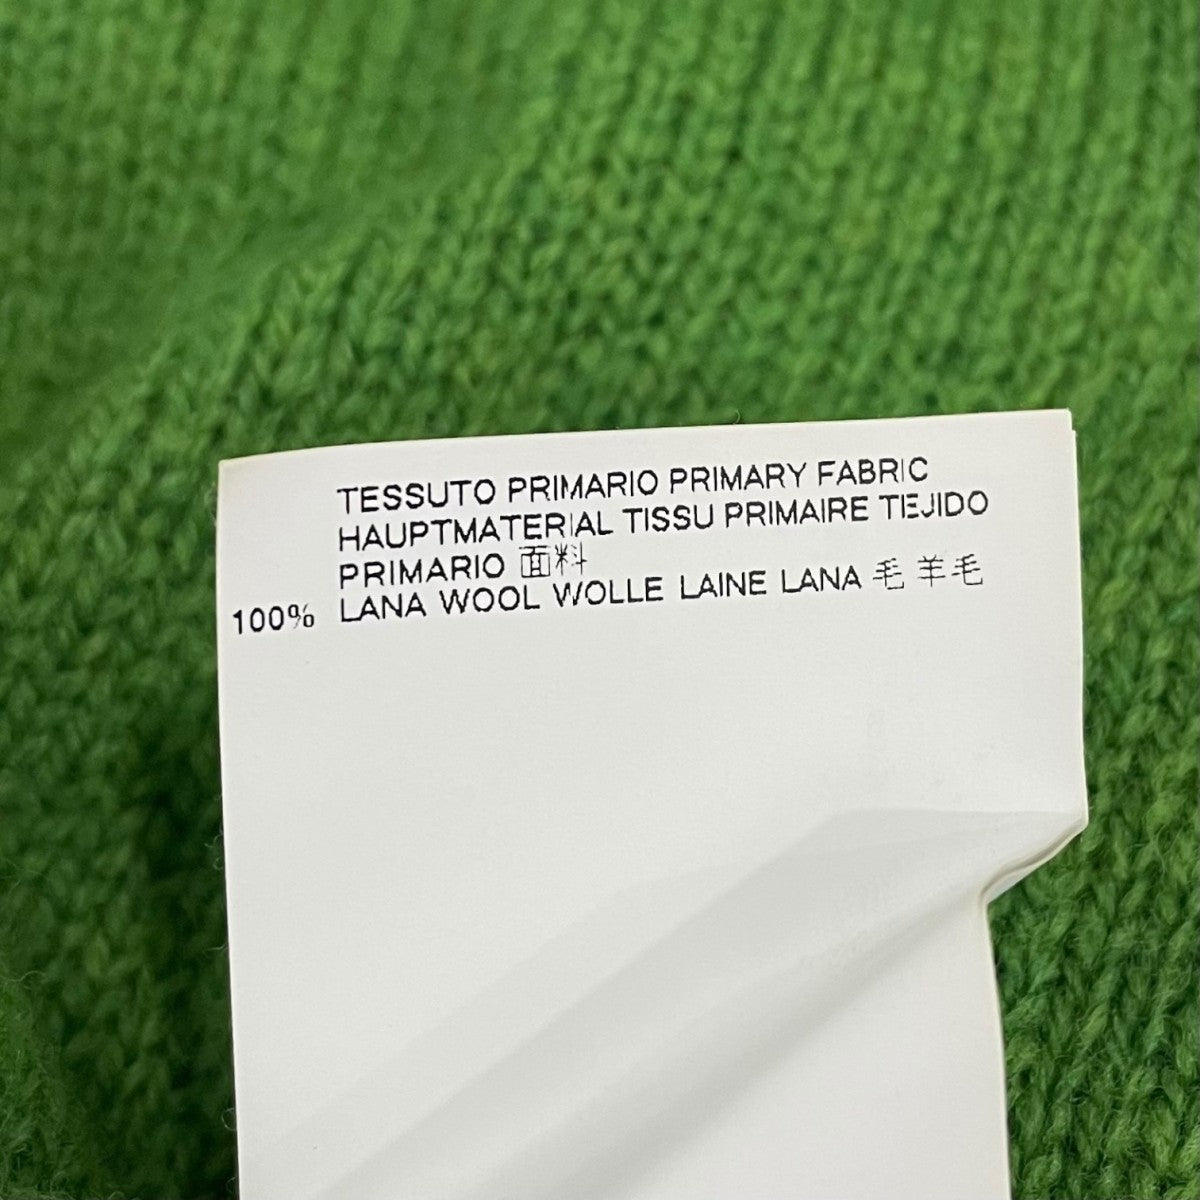 TESSUTO PRIMARIO PRIMARY FABRIC
HAUPTMATERIAL TISSU PRIMAIRE TEJIDO
PRIMARIO 面料
100% LANA WOOL WOLLE LAINE LANA 毛 羊毛